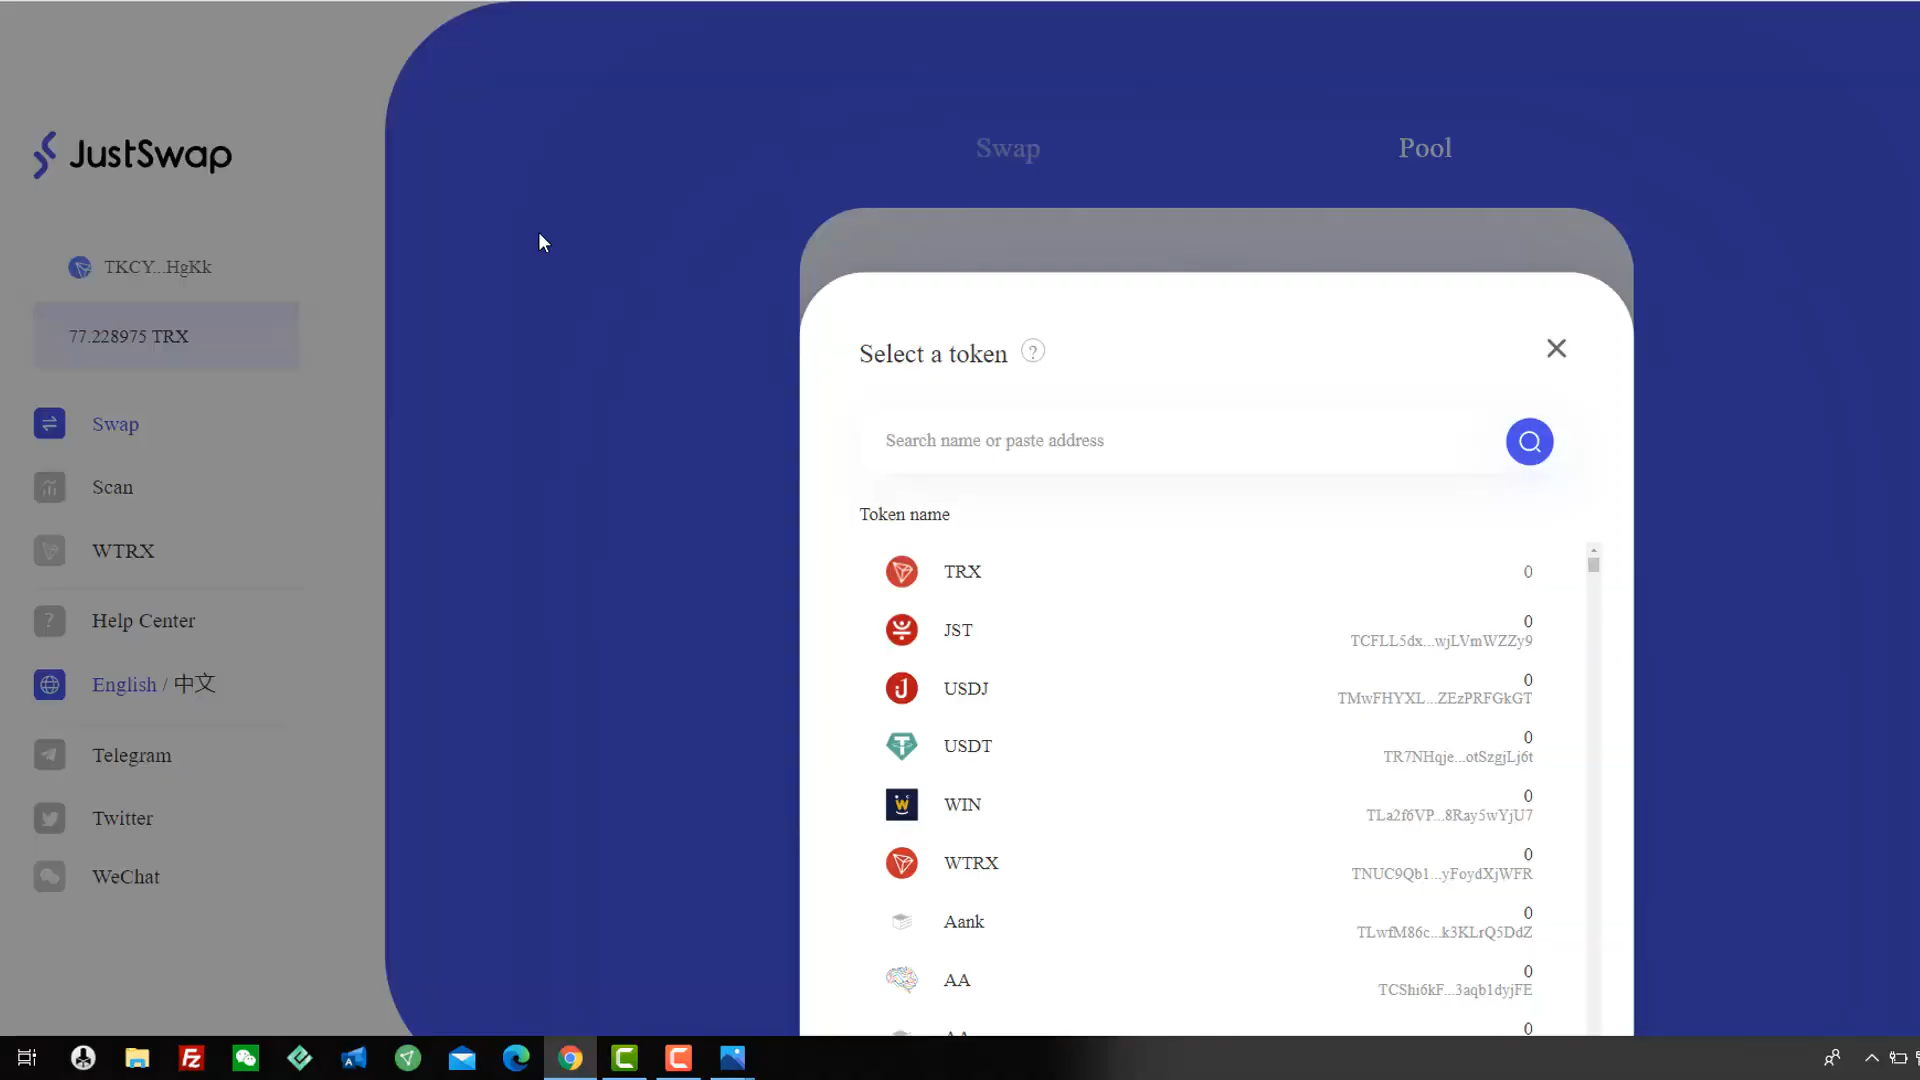 JustSwap
TKCY...HgKk
77.228975 TRX
Swap
Scan
WTRX
Help Center
English / 中文
Telegram
Twitter
WeChat
Swap
Pool
Select a token ?
Search name or paste address
Token name
TRX 0
JST 0
TCFLL5dx...wjLVmWZZy9
USDJ 0
TMwFHYXL...ZEzPRFGkGT
USDT 0
TR7NHqje...otSzgjLj6t
WIN 0
TLa2f6VP...8Ray5wYjU7
WTRX 0
TNUC9Qb1...yFoydXjWFR
Aank 0
TLwfM86c...k3KLrQ5DdZ
AA 0
TCShi6kF...3aqb1dyjFE
0